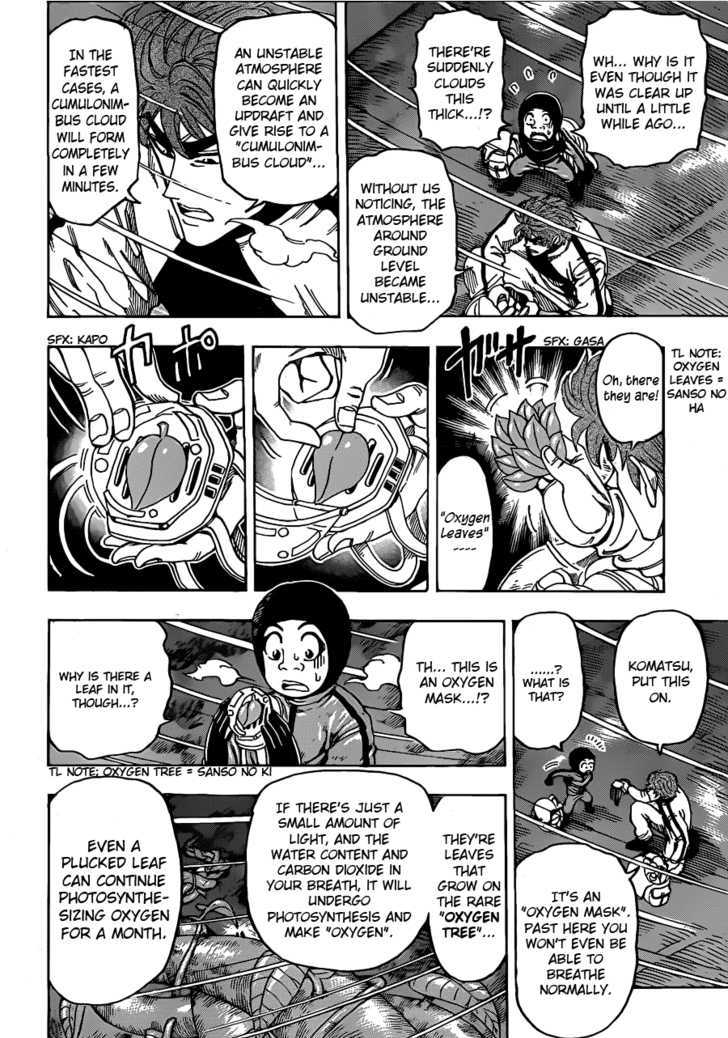 WH... WHY IS IT
EVEN THOUGH IT
WAS CLEAR UP
UNTIL A LITTLE
WHILE AGO...
THERE'RE
SUDDENLY
CLOUDS
THIS
THICK...!?
WITHOUT US
NOTICING, THE
ATMOSPHERE
AROUND
GROUND
LEVEL
BECAME
UNSTABLE...
AN UNSTABLE
ATMOSPHERE
CAN QUICKLY
BECOME AN
UPDRAFT AND
GIVE RISE TO A
"CUMULONIM-
BUS CLOUD"...
IN THE
FASTEST
CASES, A
CUMULONIM-
BUS CLOUD
WILL FORM
COMPLETELY
IN A FEW
MINUTES.
TL NOTE:
OXYGEN
LEAVES =
SANSO NO
HA
SFX: GASA
ガサ
Oh, there
they are!
"Oxygen
Leaves"
----
SFX: KAPO
カポ
KOMATSU,
PUT THIS
ON.
......?
WHAT IS
THAT?
IT'S AN
"OXYGEN MASK".
PAST HERE YOU
WON'T EVEN BE
ABLE TO
BREATHE
NORMALLY.
TH... THIS IS
AN OXYGEN
MASK...!?
WHY IS THERE A
LEAF IN IT,
THOUGH...?
TL NOTE: OXYGEN TREE = SANSO NO KI
THEY'RE
LEAVES
THAT
GROW ON
THE RARE
"OXYGEN
TREE"...
IF THERE'S JUST A
SMALL AMOUNT OF
LIGHT, AND THE
WATER CONTENT AND
CARBON DIOXIDE IN
YOUR BREATH, IT WILL
UNDERGO
PHOTOSYNTHESIS AND
MAKE "OXYGEN".
EVEN A
PLUCKED LEAF
CAN CONTINUE
PHOTOSYNTHE-
SIZING OXYGEN
FOR A MONTH.